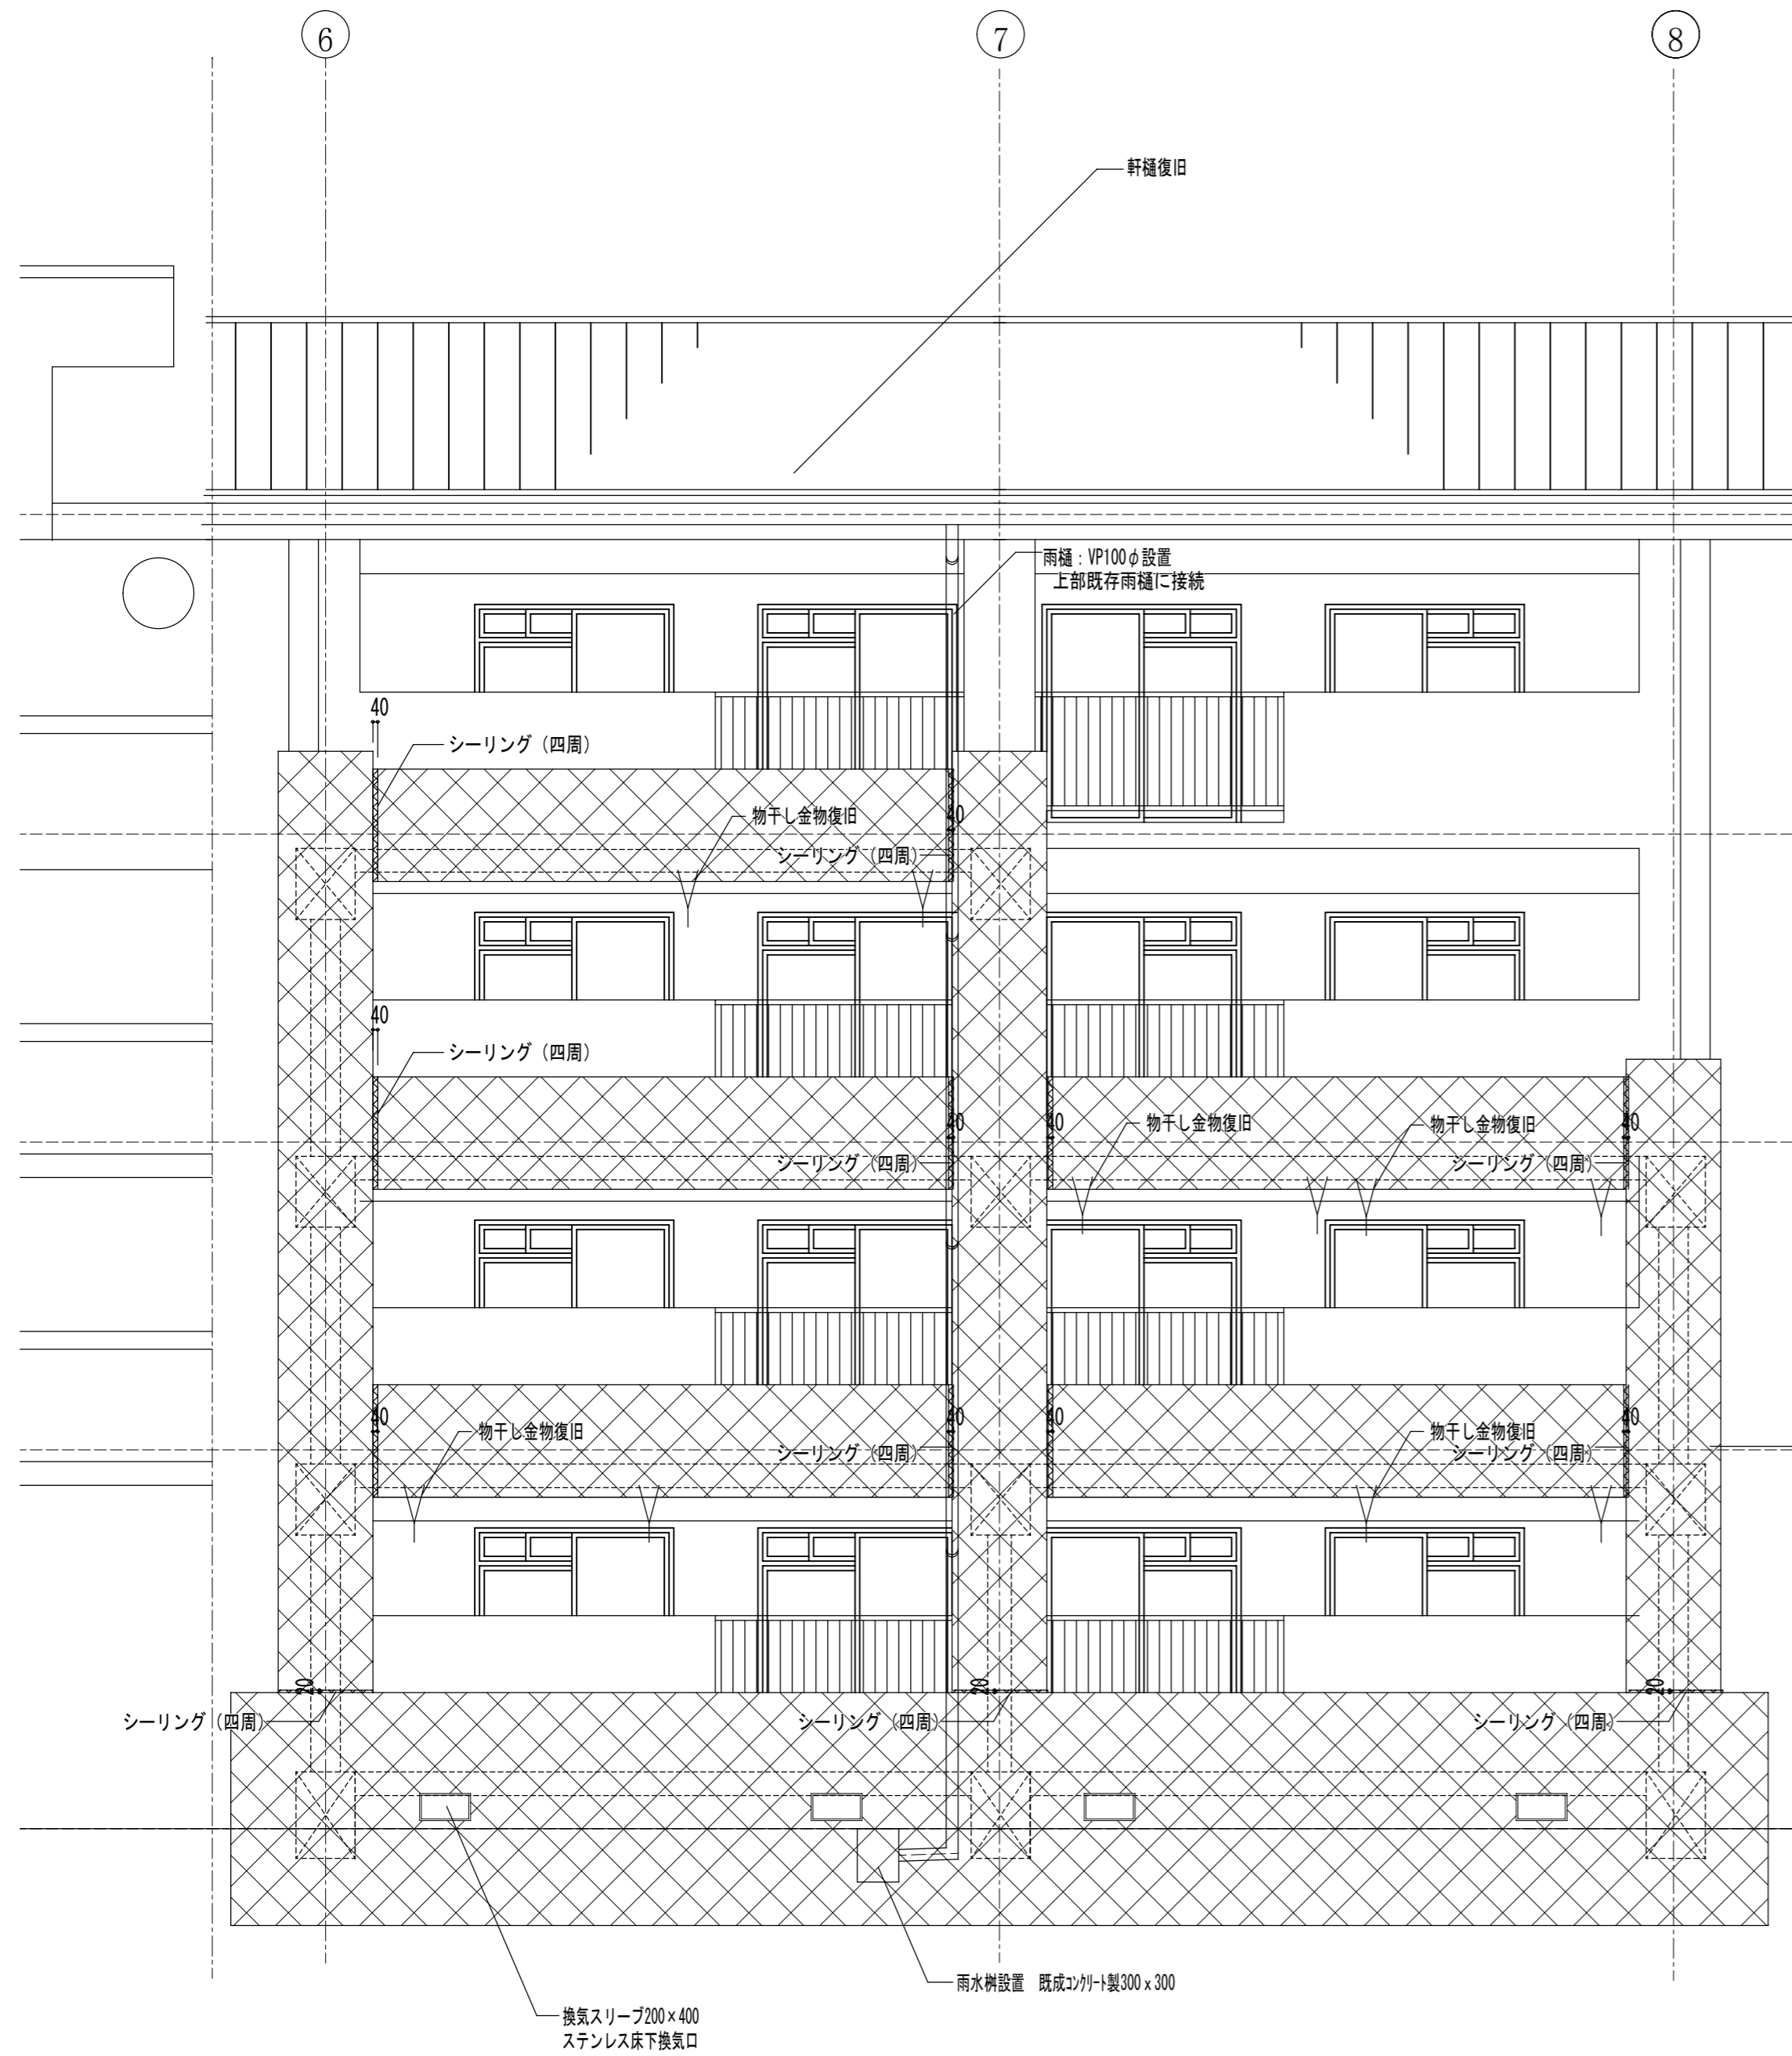 6
7
8
軒樋復旧
雨樋：VP100φ設置
上部既存雨樋に接続
40
シーリング（四周）
物干し金物復旧
40
シーリング（四周）
40
シーリング（四周）
40
40
物干し金物復旧
物干し金物復旧
40
シーリング（四周）
シーリング（四周）
40
物干し金物復旧
40
40
物干し金物復旧
40
シーリング（四周）
シーリング（四周）
20
20
20
シーリング（四周）
シーリング（四周）
シーリング（四周）
雨水桝設置　既成ｺﾝｸﾘｰﾄ製300ｘ300
換気スリーブ200×400
ステンレス床下換気口